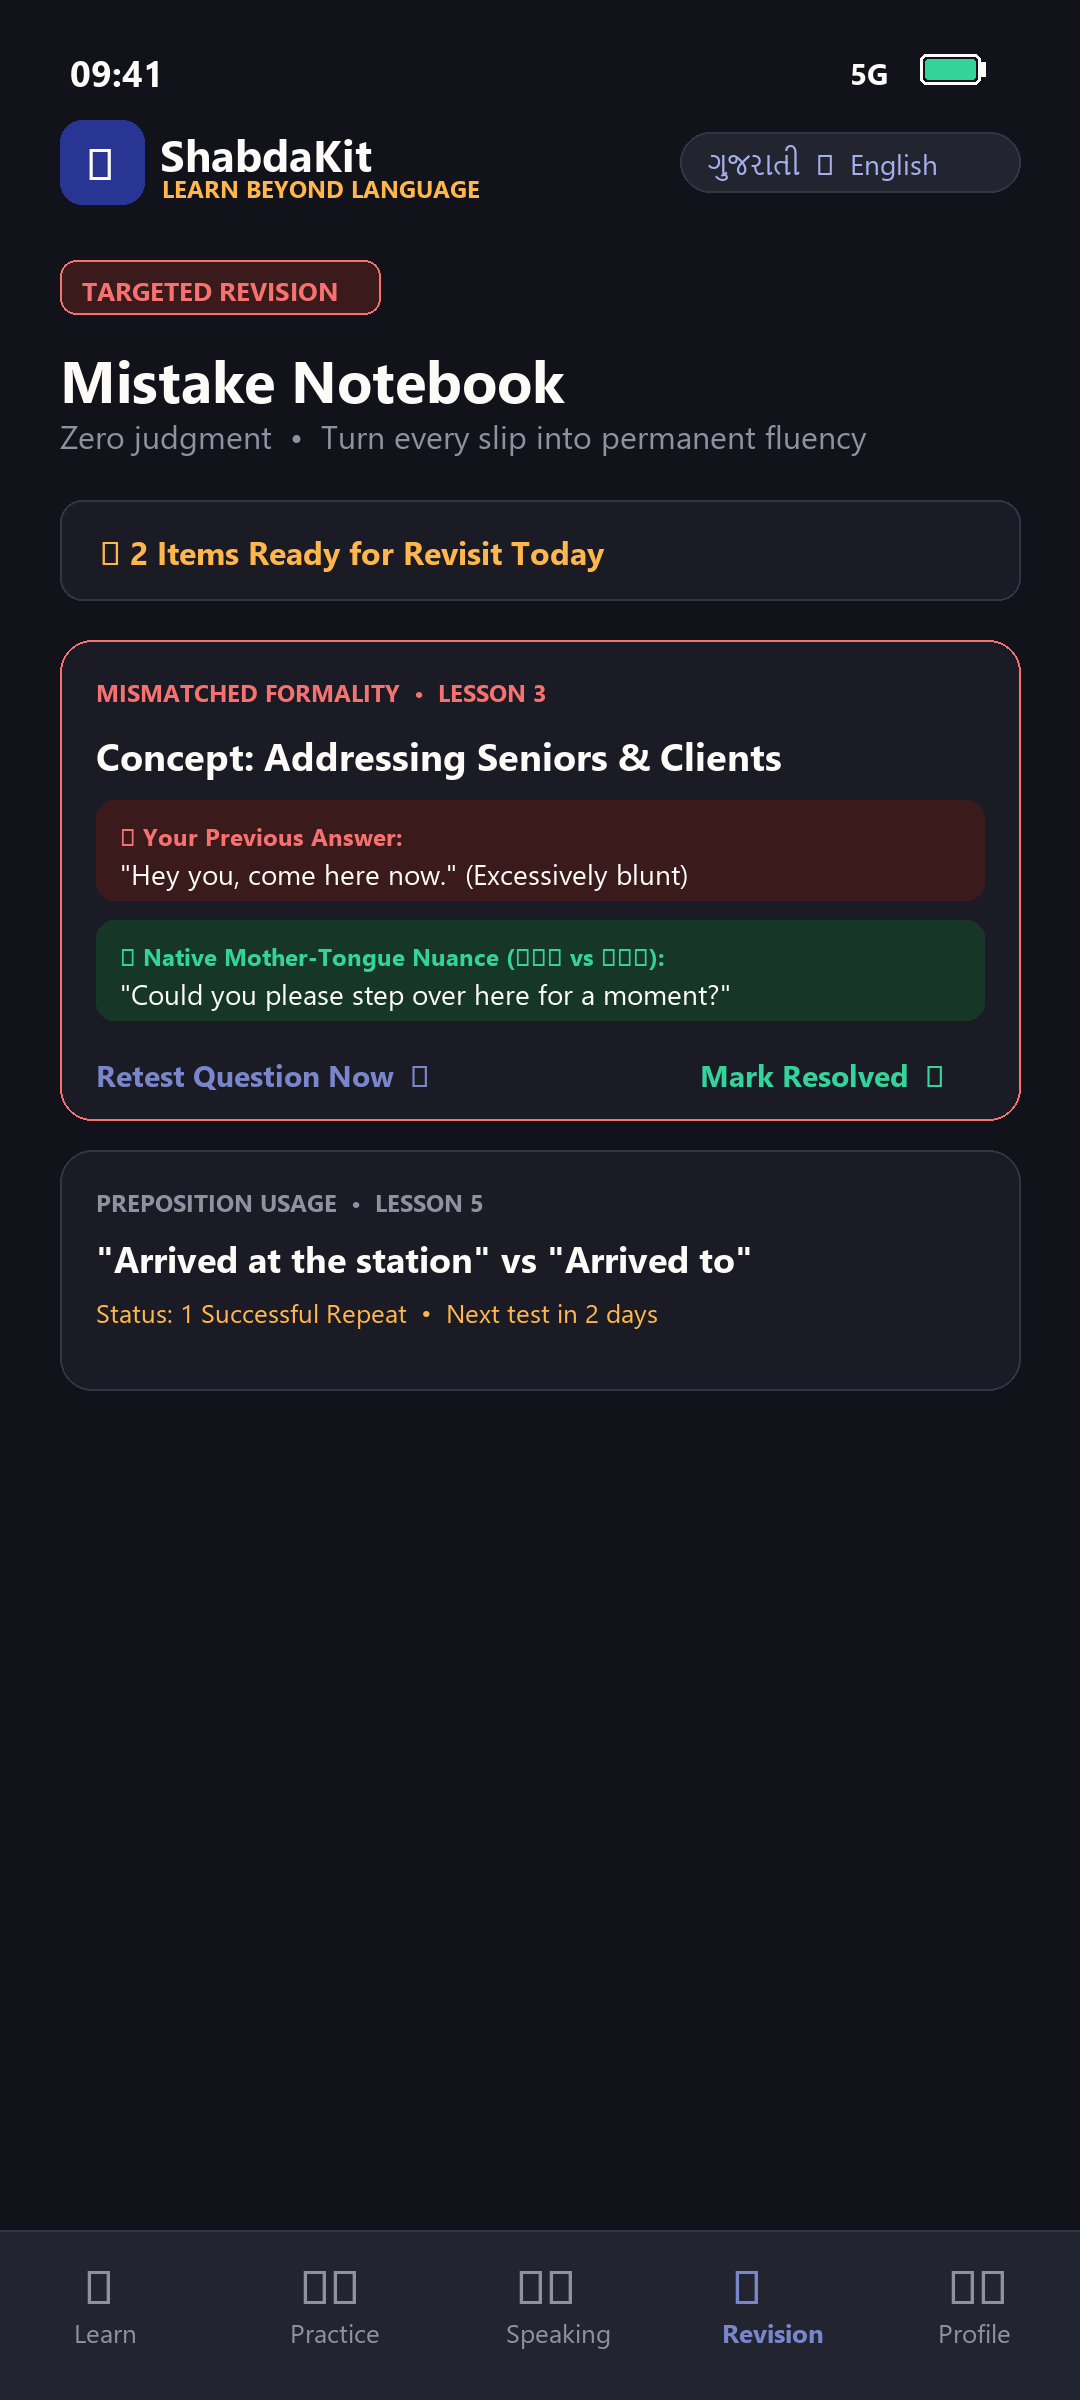 09:41
5G
ShabdaKit
LEARN BEYOND LANGUAGE
ગુજરાતી English
TARGETED REVISION
Mistake Notebook
Zero judgment • Turn every slip into permanent fluency
2 Items Ready for Revisit Today
MISMATCHED FORMALITY • LESSON 3
Concept: Addressing Seniors & Clients
Your Previous Answer:
"Hey you, come here now." (Excessively blunt)
Native Mother-Tongue Nuance ( vs ):
"Could you please step over here for a moment?"
Retest Question Now
Mark Resolved
PREPOSITION USAGE • LESSON 5
"Arrived at the station" vs "Arrived to"
Status: 1 Successful Repeat • Next test in 2 days
Learn
Practice
Speaking
Revision
Profile